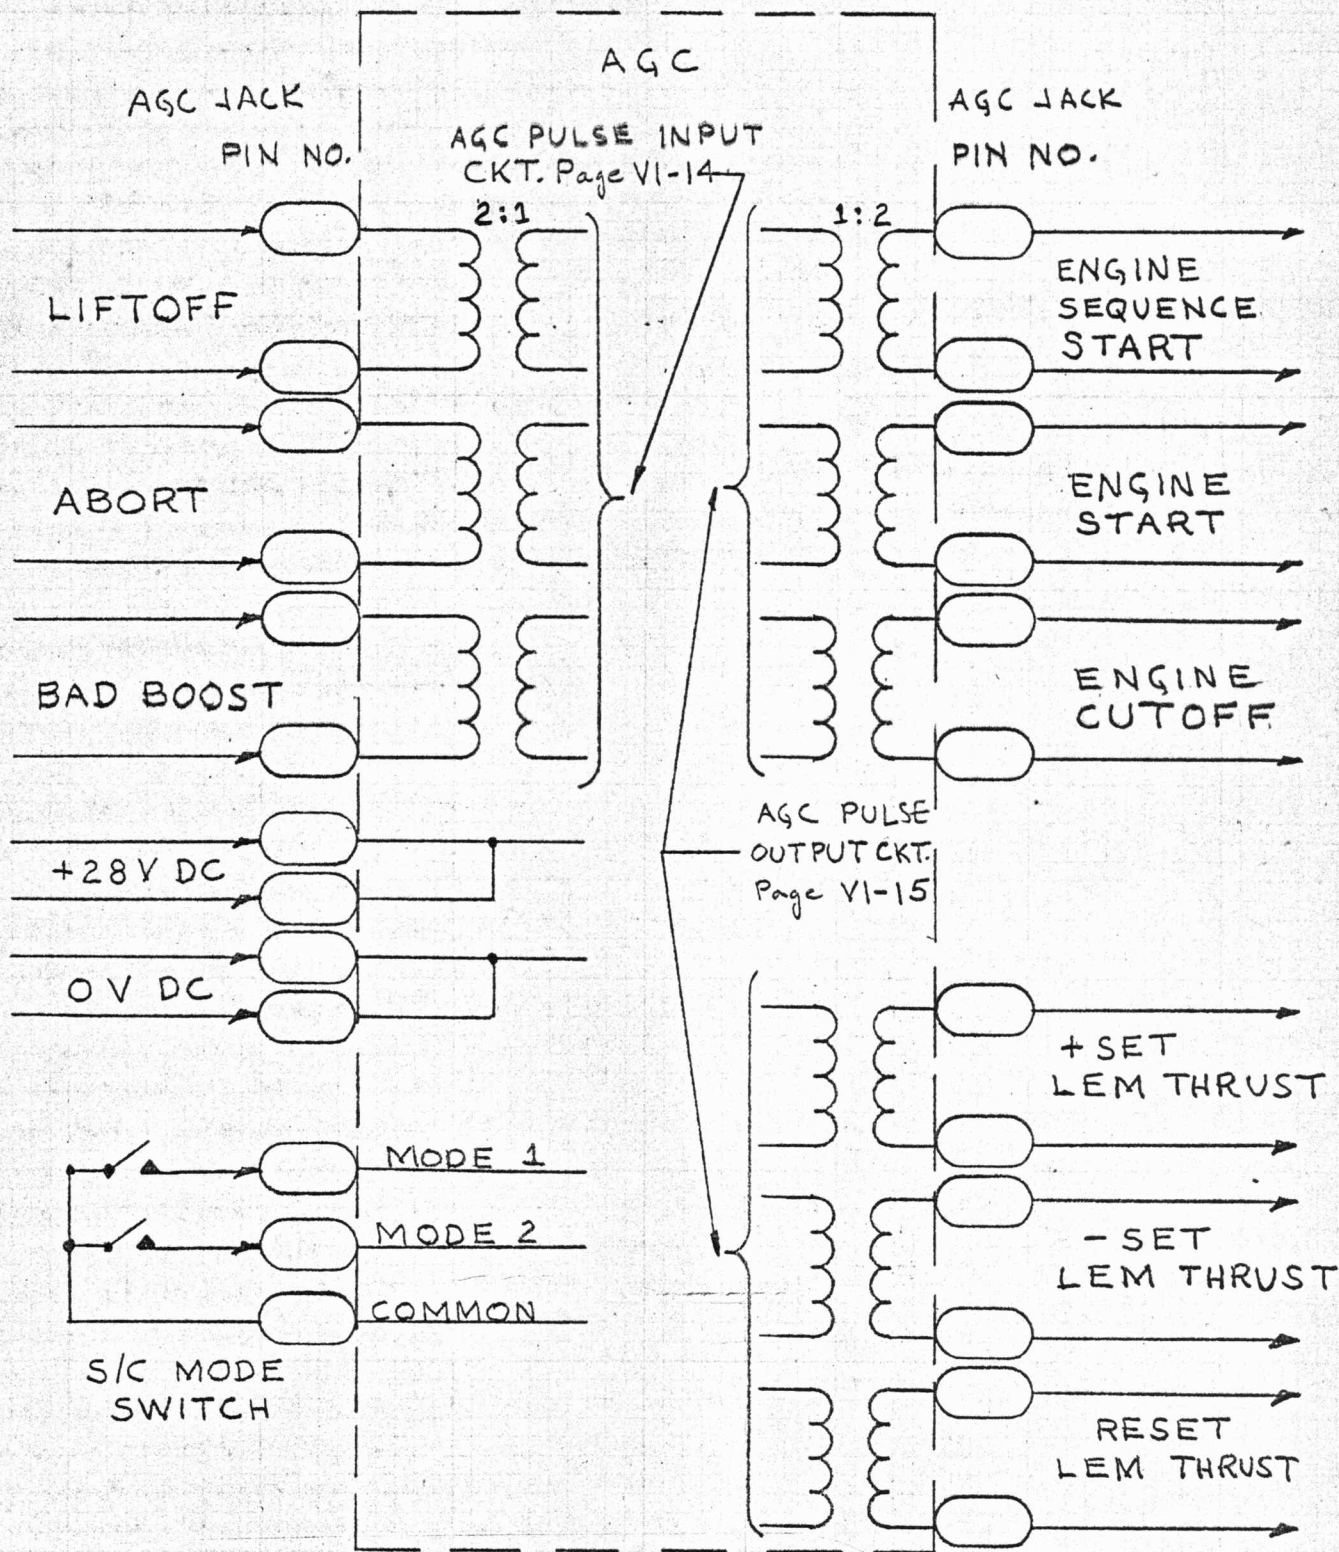 AGC
AGC JACK
PIN NO.
AGC PULSE INPUT
CKT. Page VI-14
AGC JACK
PIN NO.
2:1
1:2
LIFTOFF
ABORT
BAD BOOST
+28V DC
0 V DC
MODE 1
MODE 2
COMMON
S/C MODE
SWITCH
ENGINE
SEQUENCE
START
ENGINE
START
ENGINE
CUTOFF
AGC PULSE
OUTPUT CKT.
Page VI-15
+ SET
LEM THRUST
- SET
LEM THRUST
RESET
LEM THRUST